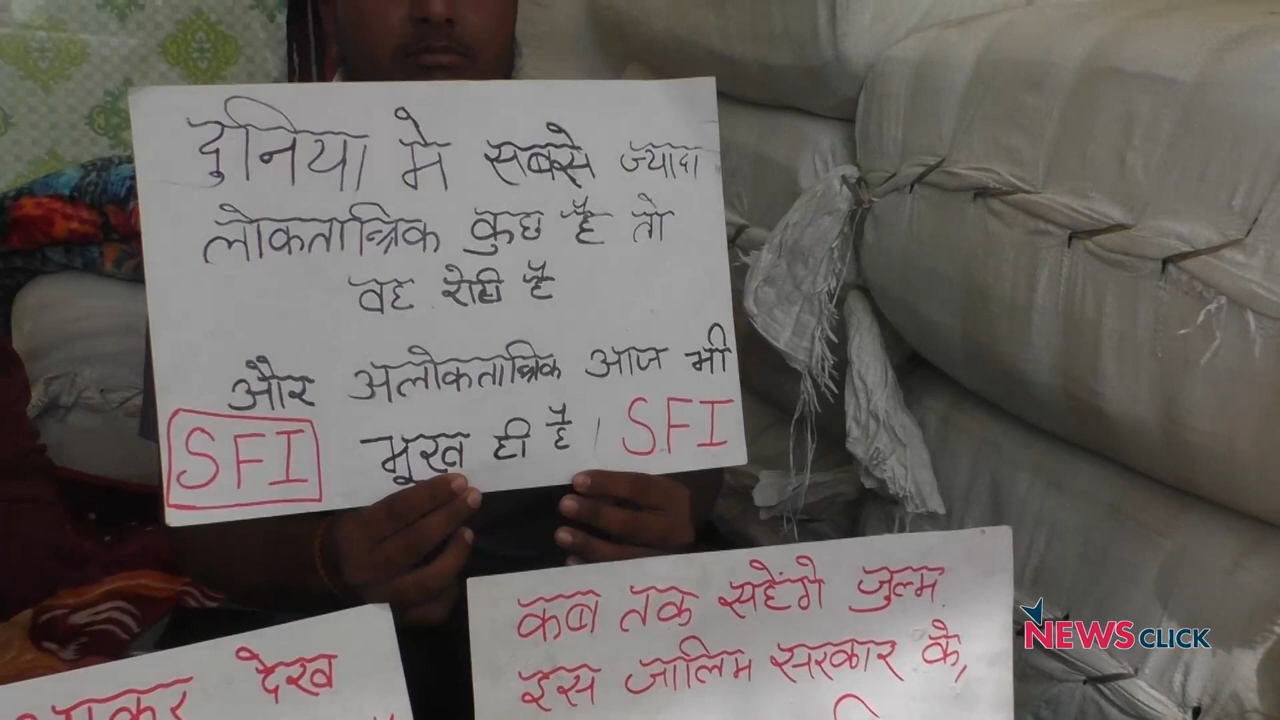 दुनिया मे सबसे ज्यादा
लोकतान्त्रिक कुछ है तो
वह रोटी है
और अलोकतान्त्रिक आज भी
SFI भूख ही है। SFI
कब तक सहेंगे जुल्म
इस जालिम सरकार के,
देख
NEWSCLICK